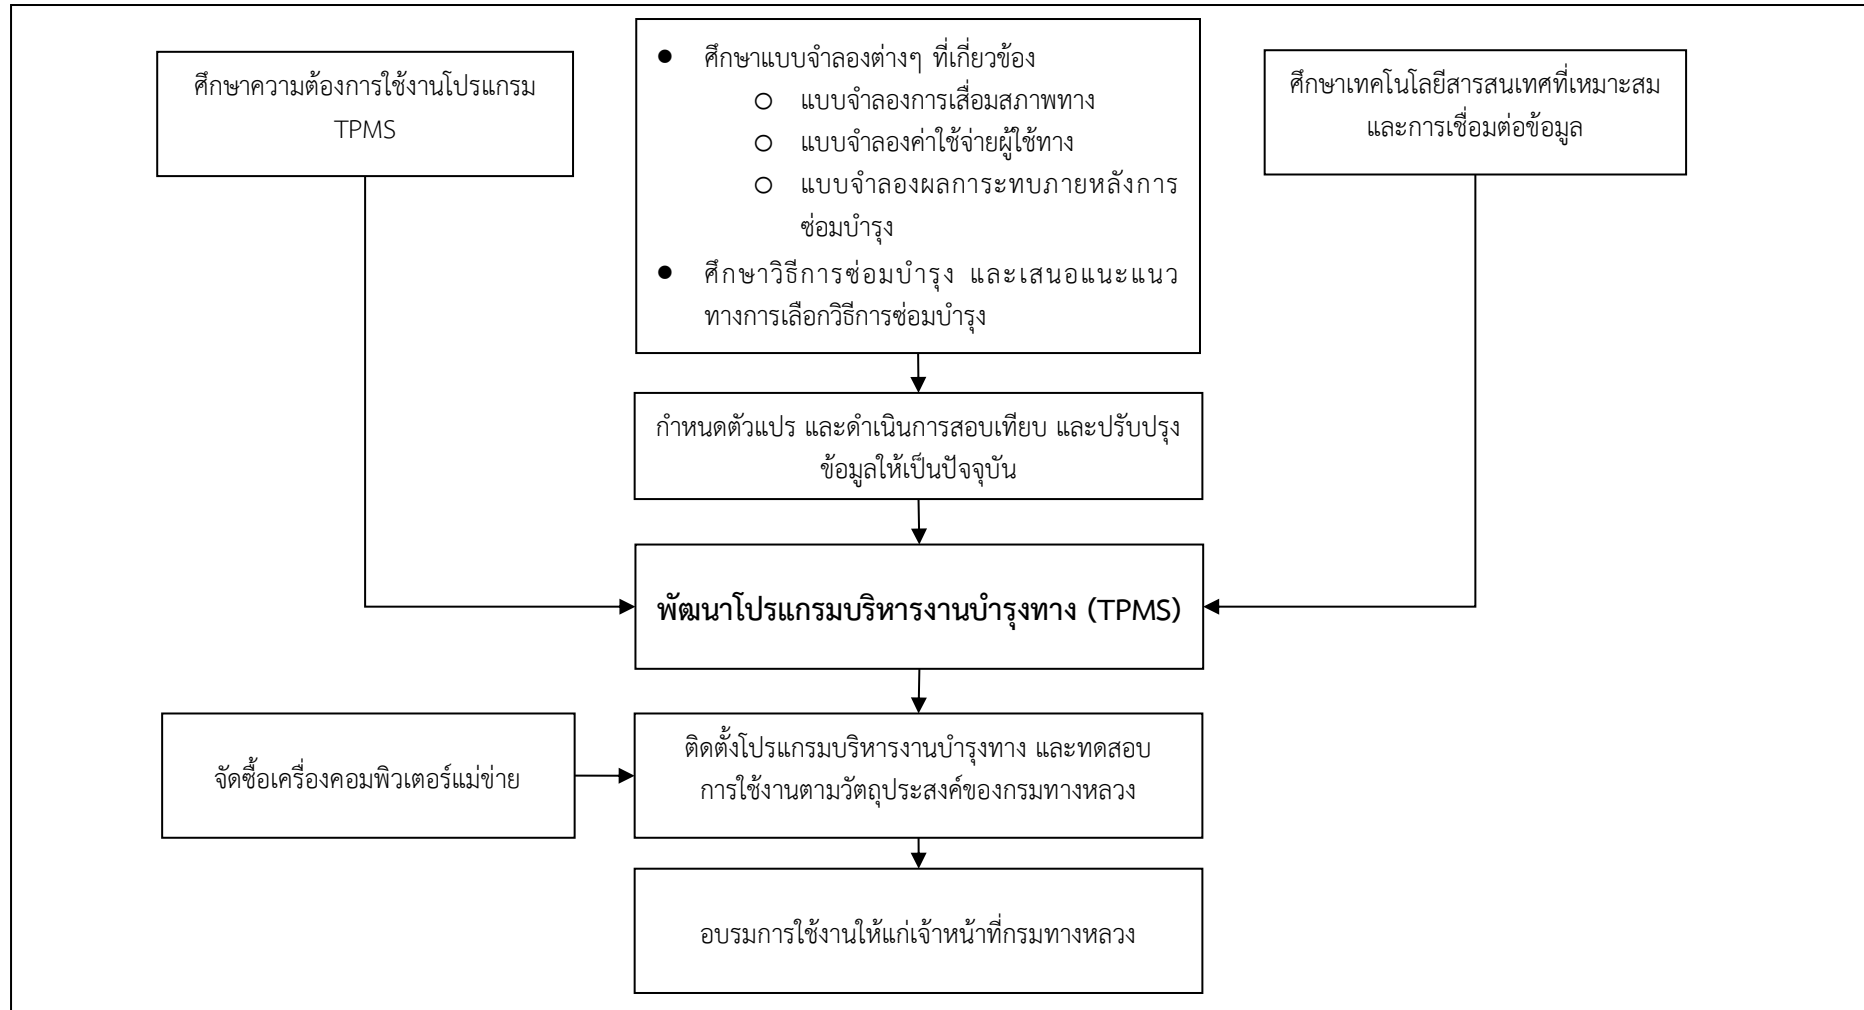 ศึกษาความต้องการใช้งานโปรแกรม
TPMS
● ศึกษาแบบจำลองต่างๆ ที่เกี่ยวข้อง
○ แบบจำลองการเสื่อมสภาพทาง
○ แบบจำลองค่าใช้จ่ายผู้ใช้ทาง
○ แบบจำลองผลการะทบภายหลังการ
ซ่อมบำรุง
● ศึกษาวิธีการซ่อมบำรุง และเสนอแนะแนว
ทางการเลือกวิธีการซ่อมบำรุง
ศึกษาเทคโนโลยีสารสนเทศที่เหมาะสม
และการเชื่อมต่อข้อมูล
กำหนดตัวแปร และดำเนินการสอบเทียบ และปรับปรุง
ข้อมูลให้เป็นปัจจุบัน
พัฒนาโปรแกรมบริหารงานบำรุงทาง (TPMS)
จัดซื้อเครื่องคอมพิวเตอร์แม่ข่าย
ติดตั้งโปรแกรมบริหารงานบำรุงทาง และทดสอบ
การใช้งานตามวัตถุประสงค์ของกรมทางหลวง
อบรมการใช้งานให้แก่เจ้าหน้าที่กรมทางหลวง